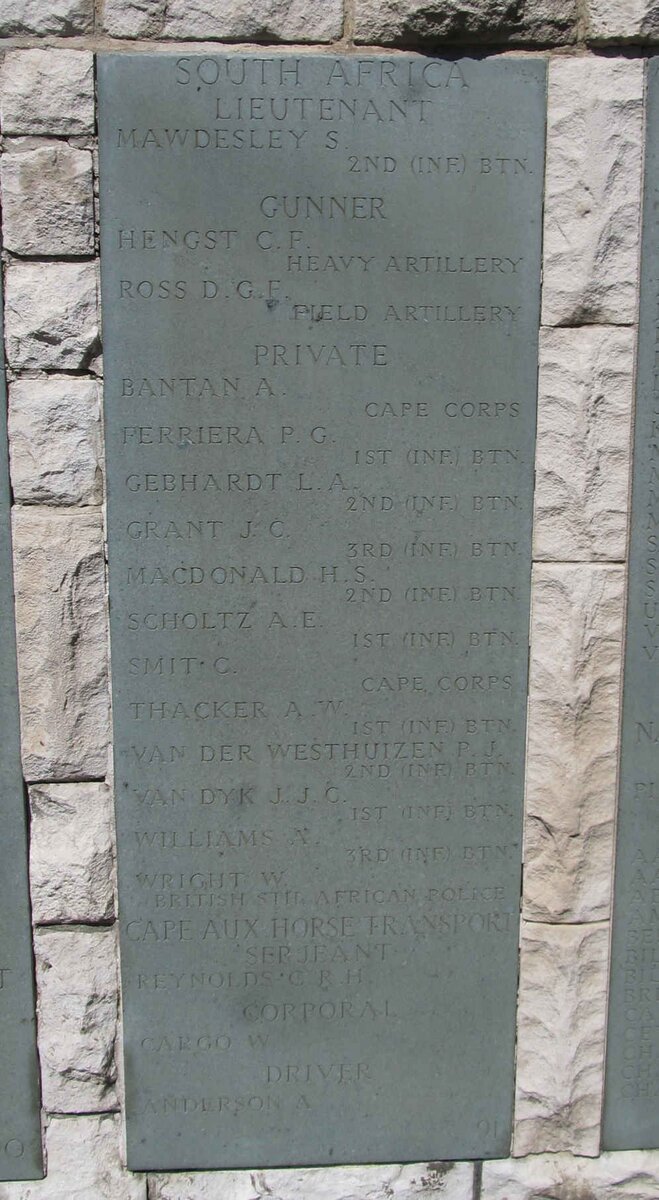 SOUTH AFRICA
LIEUTENANT
MAWDESLEY S.
2ND (INF.) BTN.
GUNNER
HENGST C. F.
HEAVY ARTILLERY
ROSS D. G. F.
FIELD ARTILLERY
PRIVATE
BANTAN A.
CAPE CORPS
FERRIERA P. G.
1ST (INF.) BTN.
GEBHARDT L. A.
2ND (INF.) BTN.
GRANT J. C.
3RD (INF.) BTN.
MACDONALD H. S.
2ND (INF.) BTN.
SCHOLTZ A. E.
1ST (INF.) BTN.
SMIT C.
CAPE CORPS
THACKER A. W.
1ST (INF.) BTN.
VAN DER WESTHUIZEN P. J.
2ND (INF.) BTN.
VAN DYK J. J. C.
1ST (INF.) BTN.
WILLIAMS A.
3RD (INF.) BTN.
WRIGHT W.
BRITISH STH. AFRICAN POLICE
CAPE AUX HORSE TRANSPORT
SERJEANT
REYNOLDS C. R. H.
CORPORAL
CARGO W.
DRIVER
ANDERSON A.
91